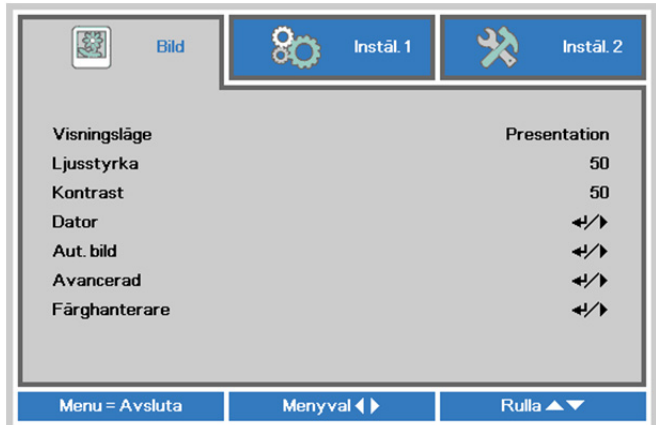 Bild Instäl. 1 Instäl. 2
Visningsläge Presentation
Ljusstyrka 50
Kontrast 50
Dator ↵/▶
Aut. bild ↵/▶
Avancerad ↵/▶
Färghanterare ↵/▶
Menu = Avsluta Menyval ◀▶ Rulla ▲▼